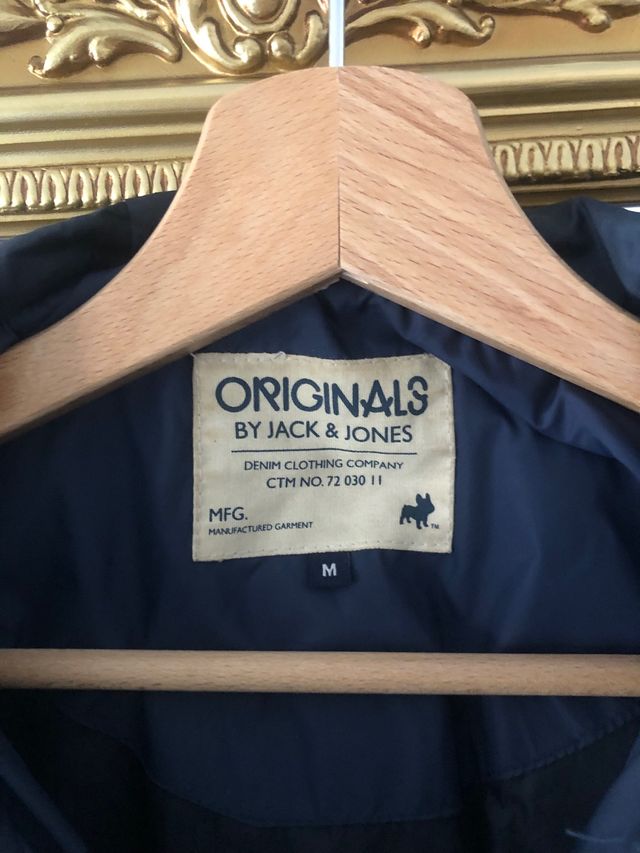 ORIGINALS
BY JACK & JONES
DENIM CLOTHING COMPANY
CTM NO. 72 030 11
MFG.
MANUFACTURED GARMENT
TM
M